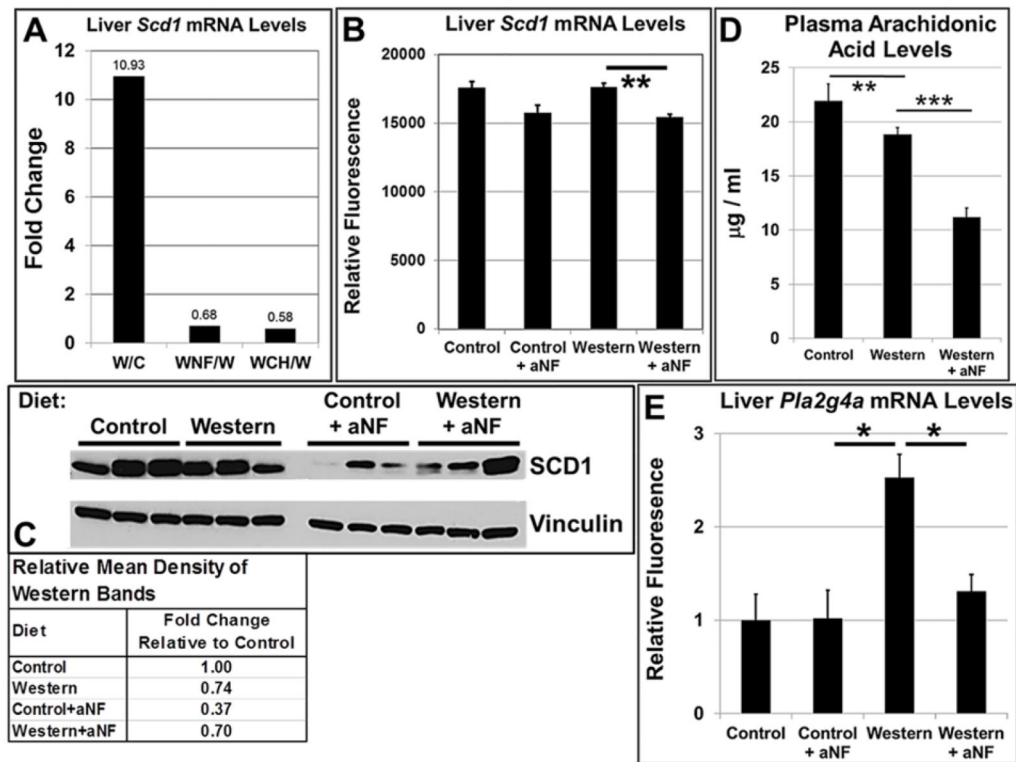 A
Liver Scd1 mRNA Levels
Fold Change
12
10
8
6
4
2
0
10.93
0.68
0.58
W/C
WNF/W
WCH/W
B
Liver Scd1 mRNA Levels
Relative Fluorescence
20000
15000
10000
5000
0
**
Control
Control
+ aNF
Western
Western
+ aNF
D
Plasma Arachidonic
Acid Levels
µg / ml
25
20
15
10
5
0
**
***
Control
Western
Western
+ aNF
Diet:
Control
Western
Control
+ aNF
Western
+ aNF
SCD1
Vinculin
C
Relative Mean Density of
Western Bands
Diet
Fold Change
Relative to Control
Control 1.00
Western 0.74
Control+aNF 0.37
Western+aNF 0.70
E
Liver Pla2g4a mRNA Levels
Relative Fluorescence
3
2
1
0
*
*
Control
Control
+ aNF
Western
Western
+ aNF